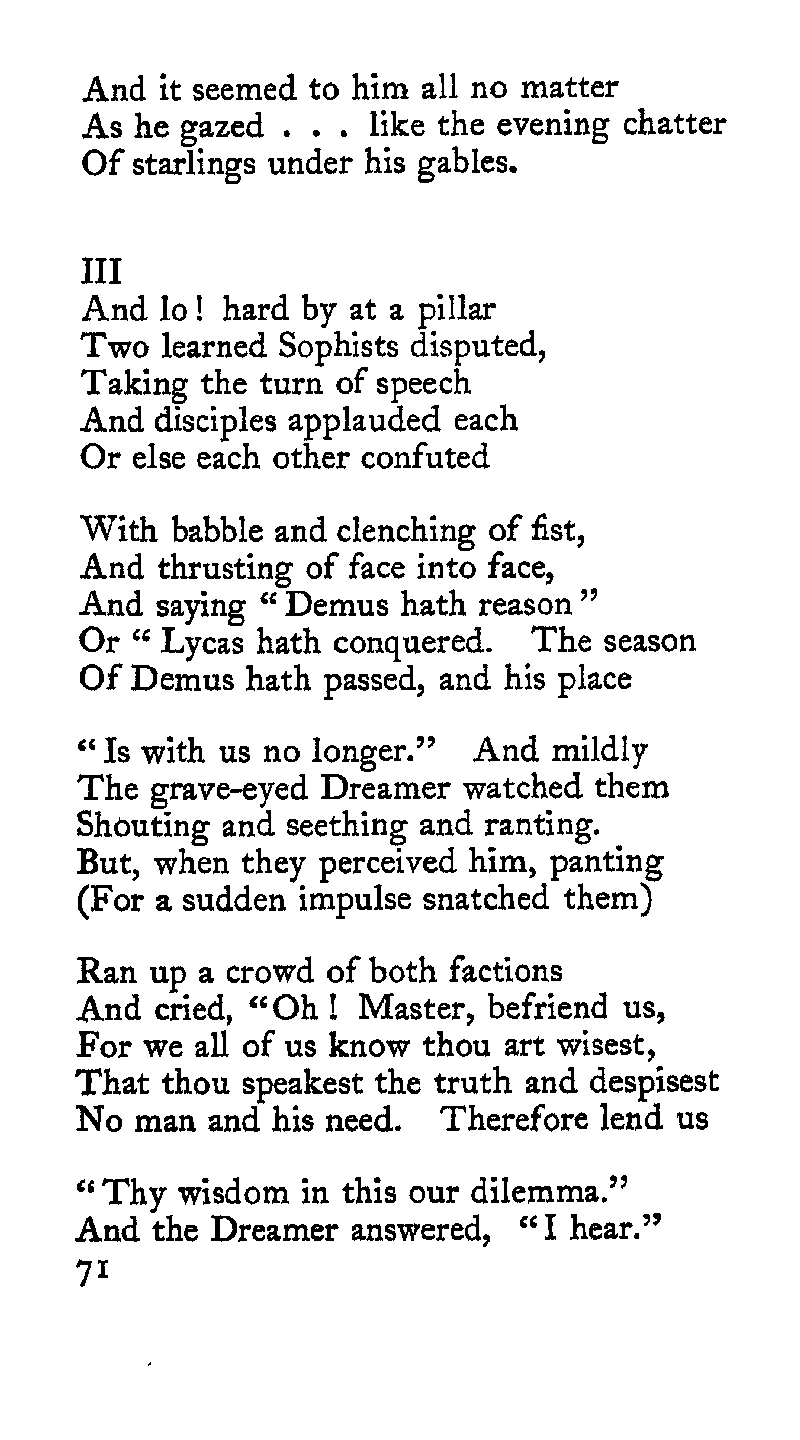 And it seemed to him all no matter
As he gazed . . . like the evening chatter
Of starlings under his gables.
III
And lo! hard by at a pillar
Two learned Sophists disputed,
Taking the turn of speech
And disciples applauded each
Or else each other confuted
With babble and clenching of fist,
And thrusting of face into face,
And saying “Demus hath reason”
Or “Lycas hath conquered. The season
Of Demus hath passed, and his place
“Is with us no longer.” And mildly
The grave-eyed Dreamer watched them
Shouting and seething and ranting.
But, when they perceived him, panting
(For a sudden impulse snatched them)
Ran up a crowd of both factions
And cried, “Oh! Master, befriend us,
For we all of us know thou art wisest,
That thou speakest the truth and despisest
No man and his need. Therefore lend us
“Thy wisdom in this our dilemma.”
And the Dreamer answered, “I hear.”
71